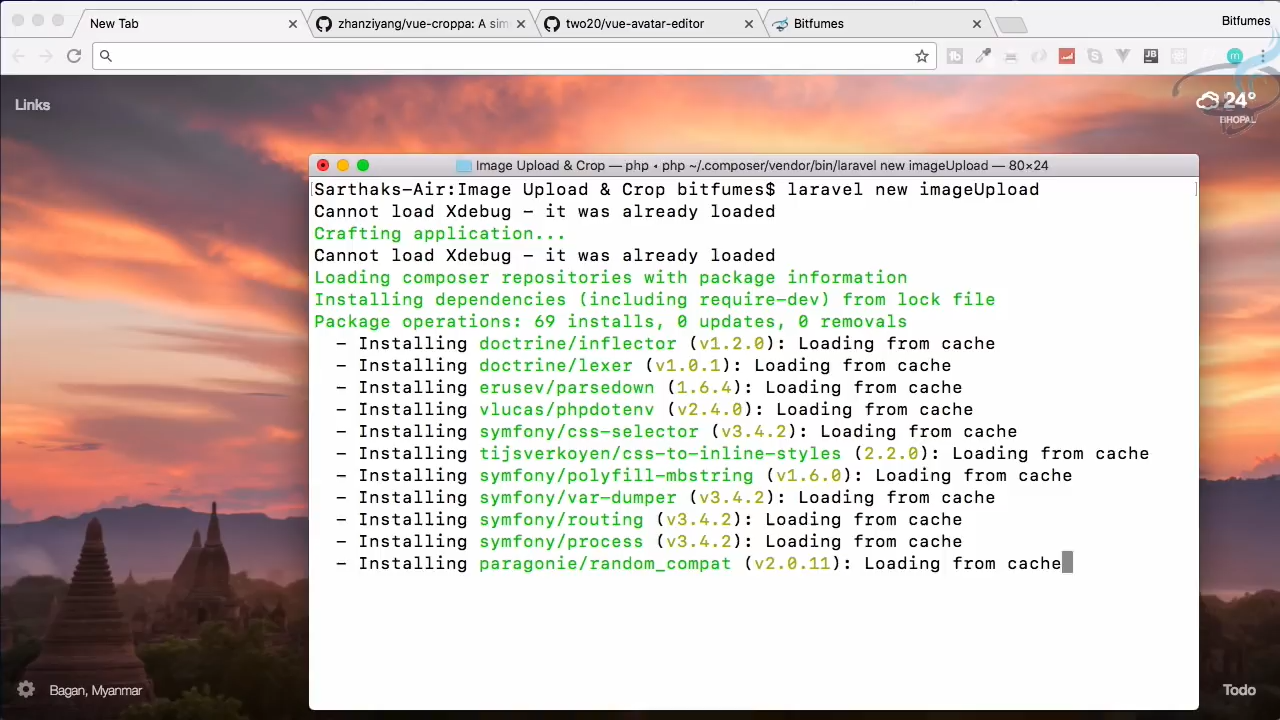 New Tab
zhanziyang/vue-croppa: A sim
two20/vue-avatar-editor
Bitfumes
Bitfumes
Links
24°
BHOPAL
Image Upload & Crop — php • php ~/.composer/vendor/bin/laravel new imageUpload — 80×24
Sarthaks-Air:Image Upload & Crop bitfumes$ laravel new imageUpload
Cannot load Xdebug - it was already loaded
Crafting application...
Cannot load Xdebug - it was already loaded
Loading composer repositories with package information
Installing dependencies (including require-dev) from lock file
Package operations: 69 installs, 0 updates, 0 removals
- Installing doctrine/inflector (v1.2.0): Loading from cache
- Installing doctrine/lexer (v1.0.1): Loading from cache
- Installing erusev/parsedown (1.6.4): Loading from cache
- Installing vlucas/phpdotenv (v2.4.0): Loading from cache
- Installing symfony/css-selector (v3.4.2): Loading from cache
- Installing tijsverkoyen/css-to-inline-styles (2.2.0): Loading from cache
- Installing symfony/polyfill-mbstring (v1.6.0): Loading from cache
- Installing symfony/var-dumper (v3.4.2): Loading from cache
- Installing symfony/routing (v3.4.2): Loading from cache
- Installing symfony/process (v3.4.2): Loading from cache
- Installing paragonie/random_compat (v2.0.11): Loading from cache
Bagan, Myanmar
Todo